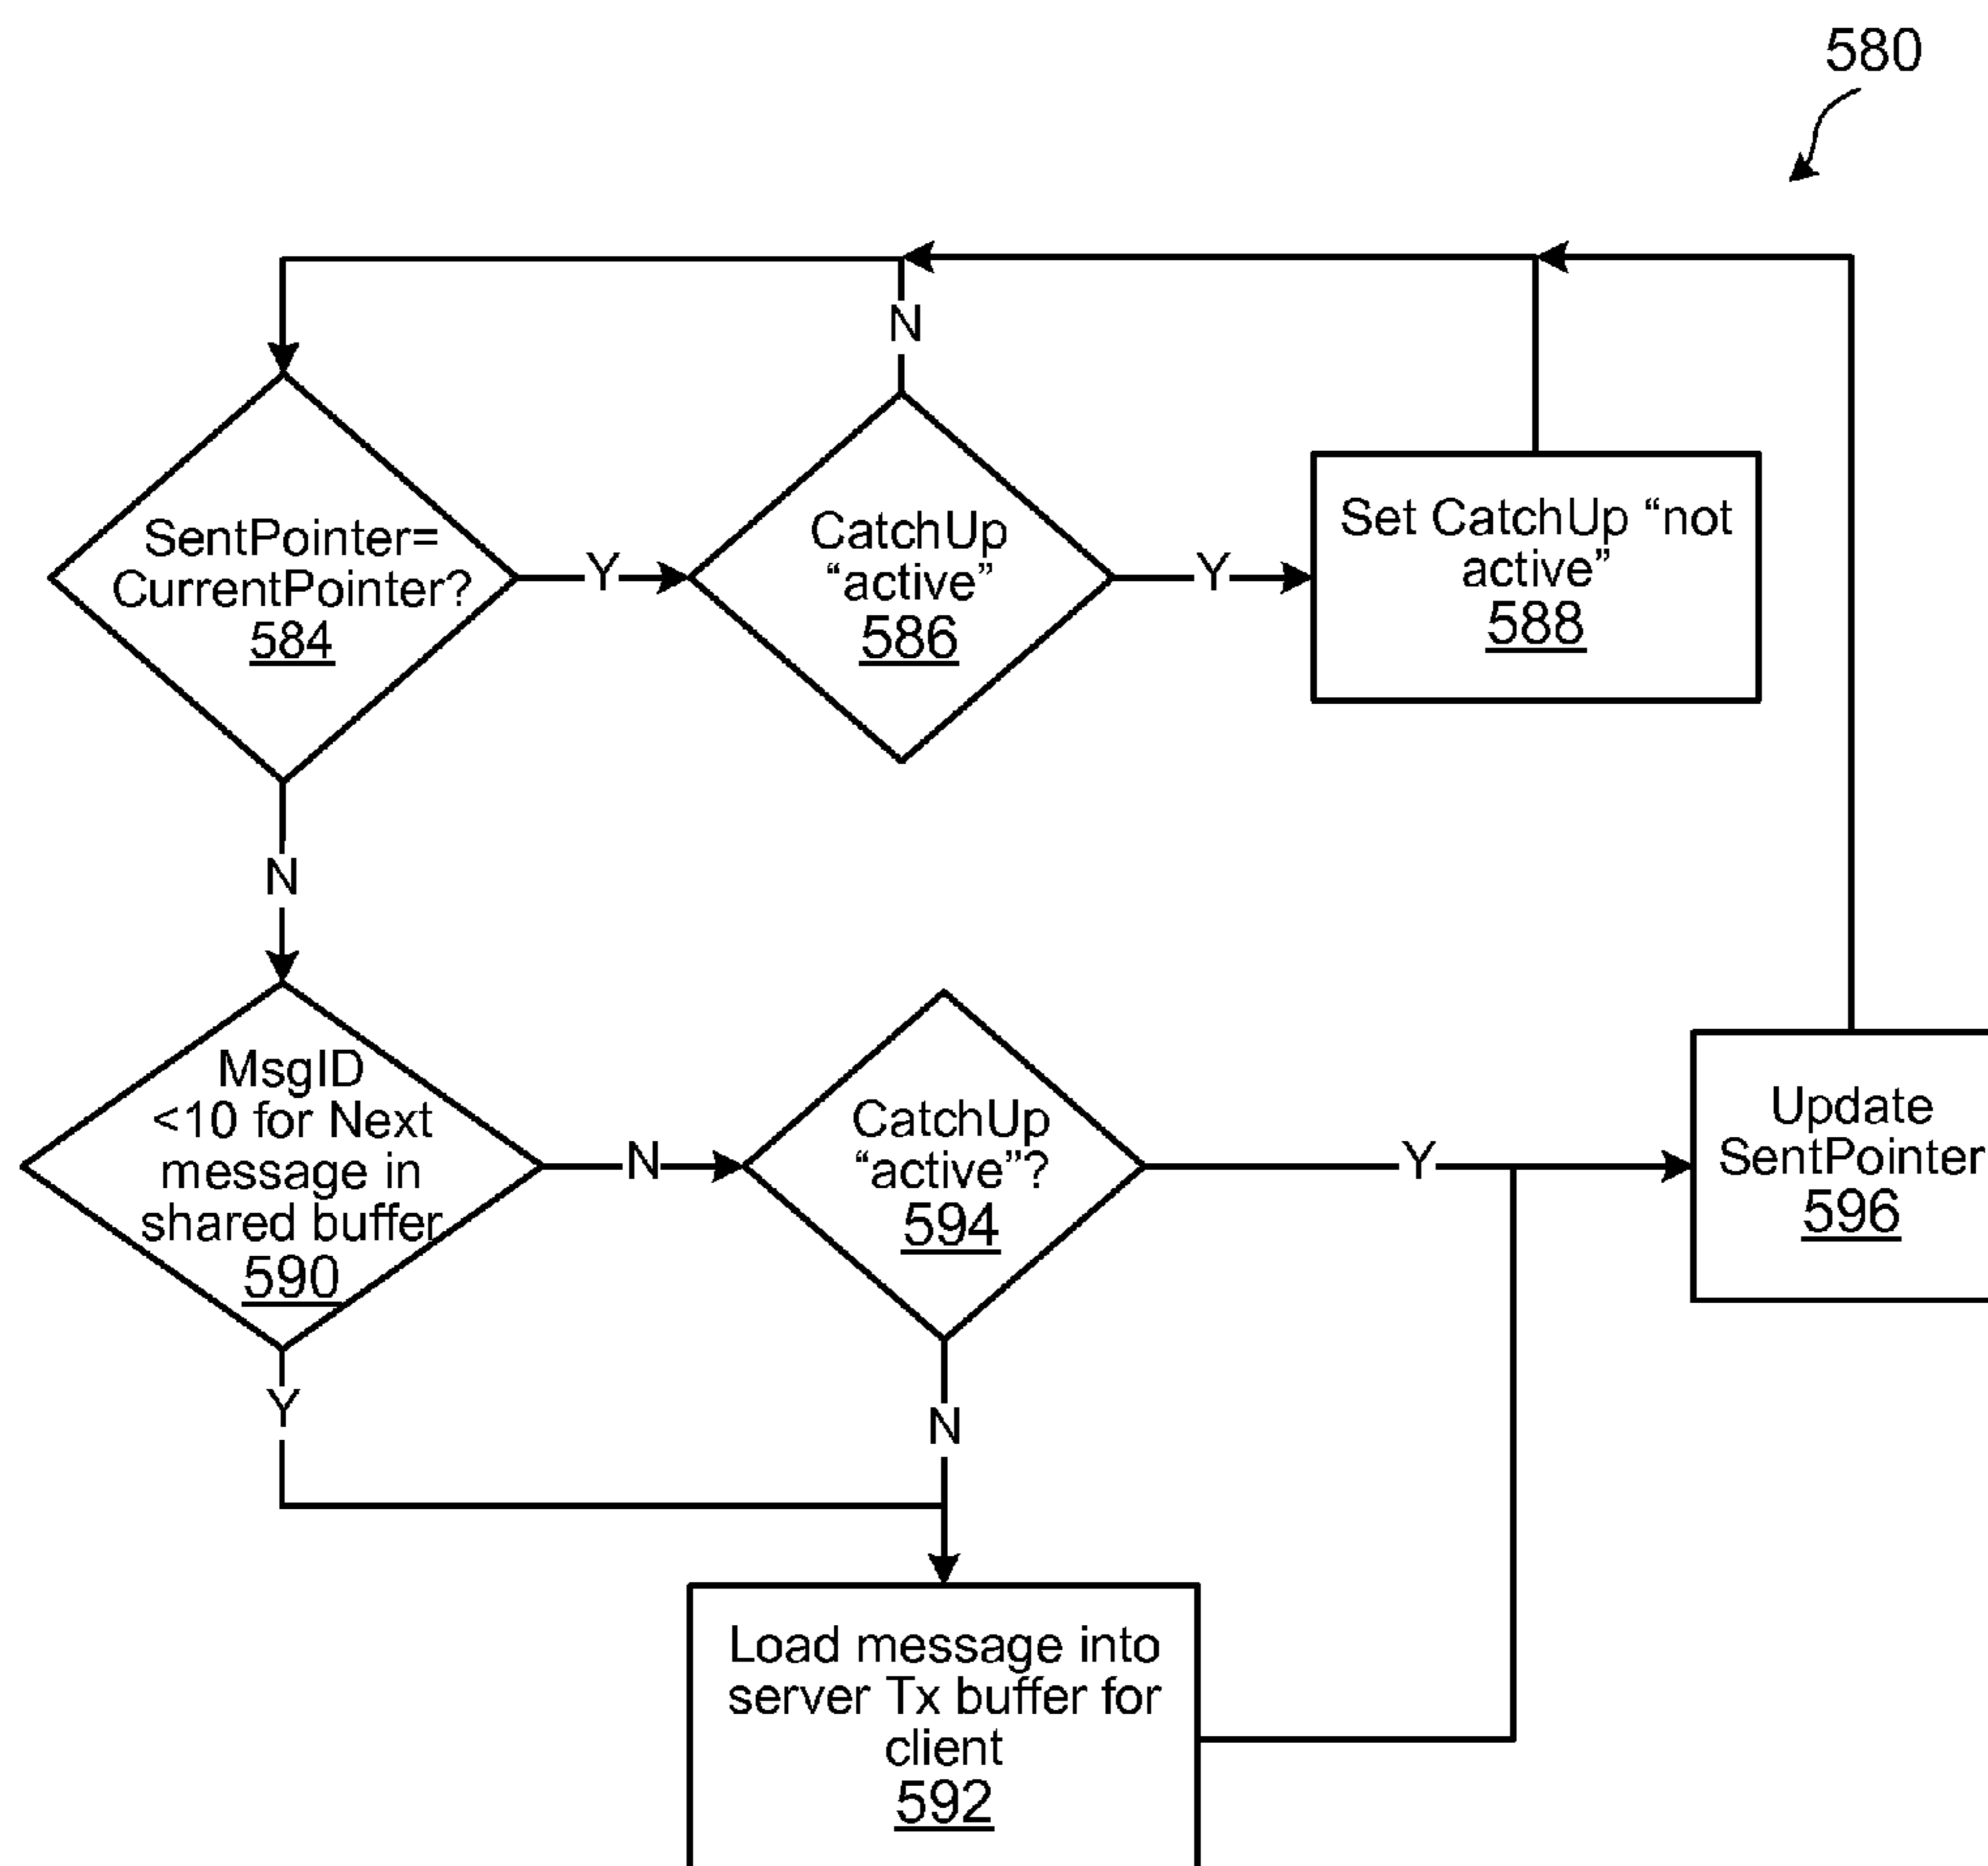 580
N
SentPointer=
CurrentPointer?
584
Y
CatchUp
“active”
586
Y
Set CatchUp “not
active”
588
N
MsgID
<10 for Next
message in
shared buffer
590
N
CatchUp
“active”?
594
Y
Update
SentPointer
596
Y
N
Load message into
server Tx buffer for
client
592